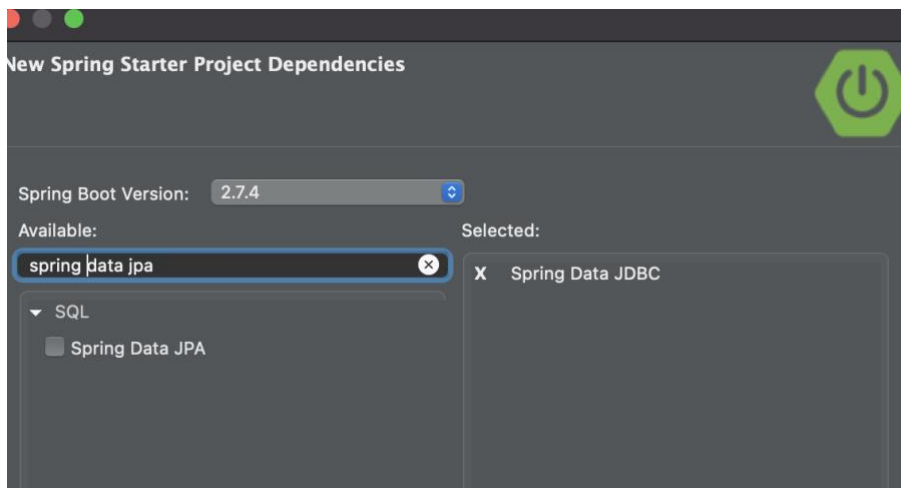 New Spring Starter Project Dependencies
Spring Boot Version: 2.7.4
Available:
Selected:
spring data jpa
X Spring Data JDBC
SQL
Spring Data JPA